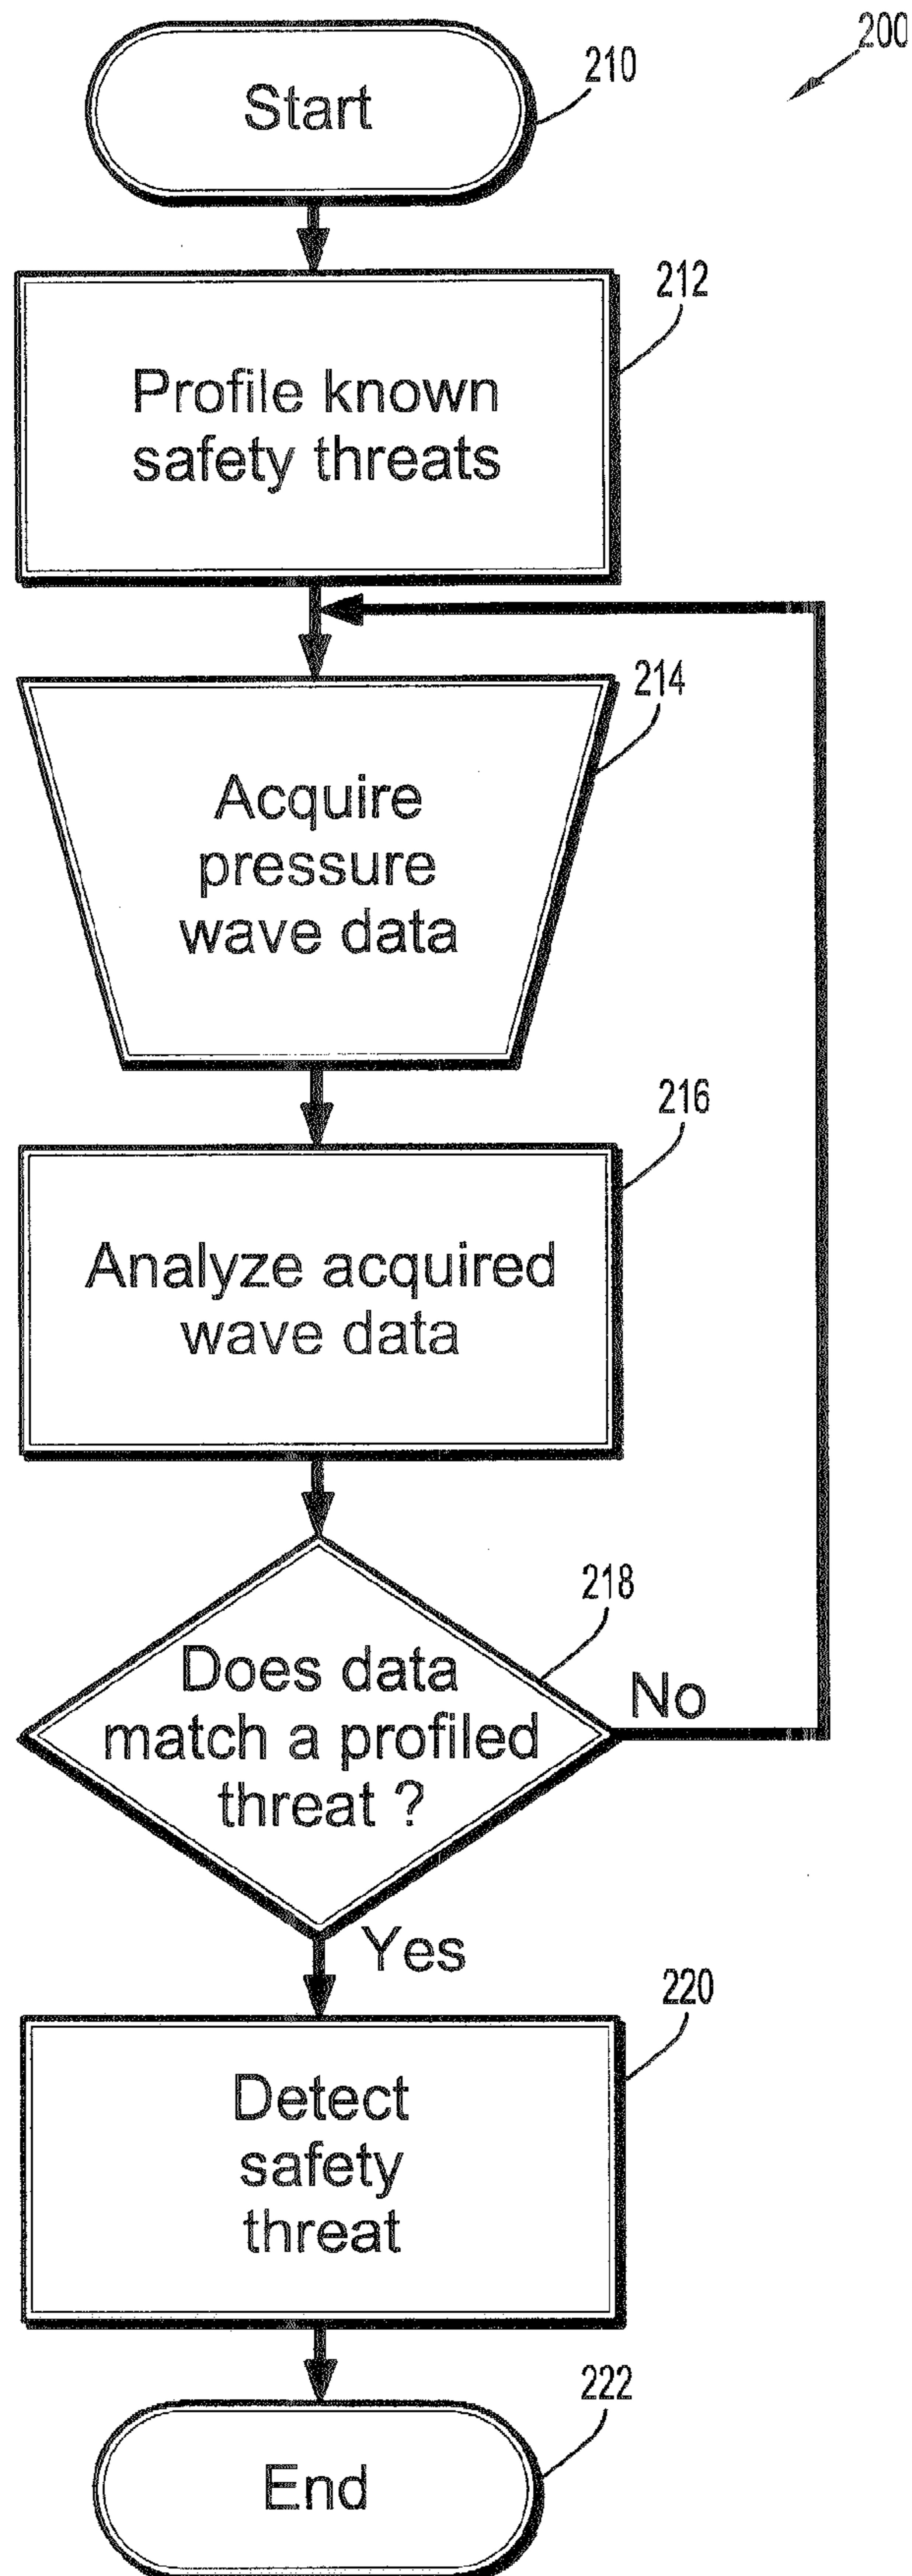 200
Start
210
212
Profile known
safety threats
214
Acquire
pressure
wave data
216
Analyze acquired
wave data
218
Does data
match a profiled
threat ?
No
Yes
220
Detect
safety
threat
222
End